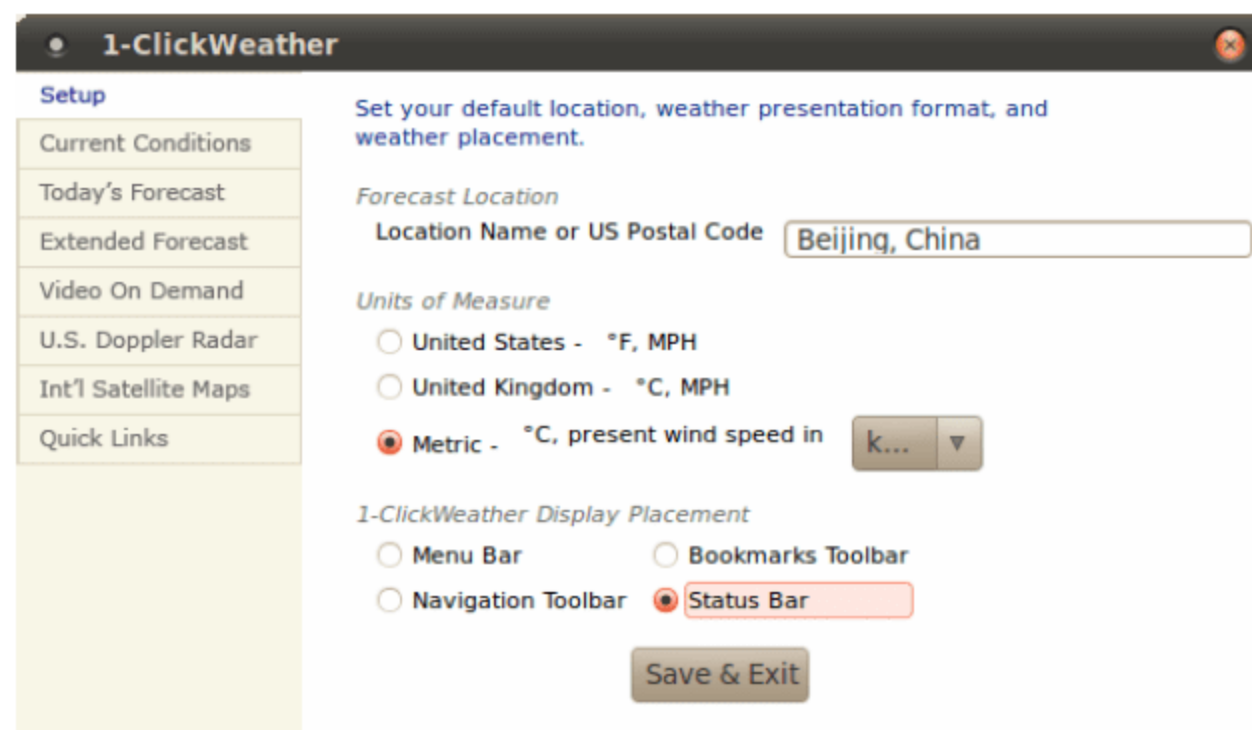 1-ClickWeather
Setup
Current Conditions
Today's Forecast
Extended Forecast
Video On Demand
U.S. Doppler Radar
Int'l Satellite Maps
Quick Links
Set your default location, weather presentation format, and
weather placement.
Forecast Location
Location Name or US Postal Code Beijing, China
Units of Measure
United States - °F, MPH
United Kingdom - °C, MPH
Metric - °C, present wind speed in k...
1-ClickWeather Display Placement
Menu Bar Bookmarks Toolbar
Navigation Toolbar Status Bar
Save & Exit